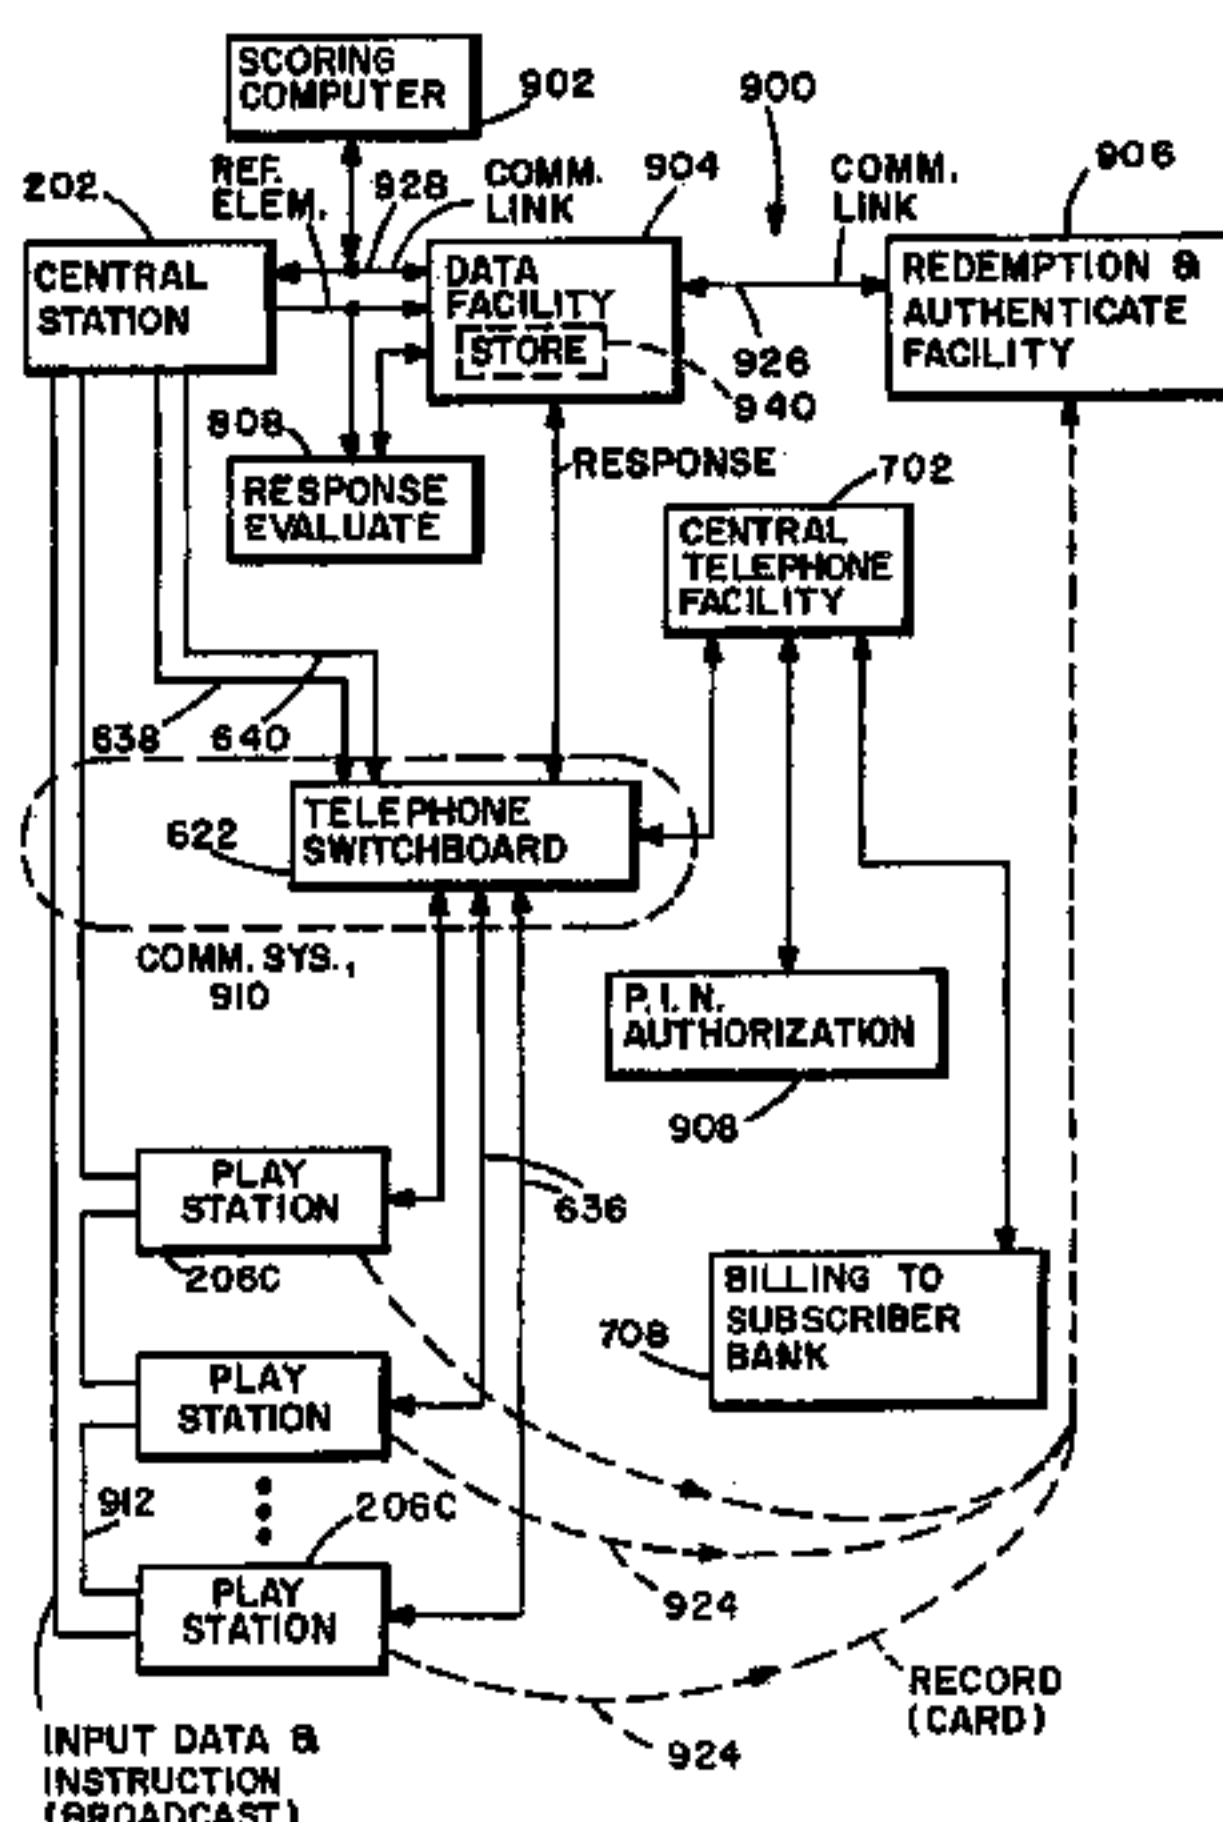 SCORING
COMPUTER
902
900
REF.
ELEM.
928
COMM.
LINK
904
COMM.
LINK
906
202
CENTRAL
STATION
DATA
FACILITY
STORE
REDEMPTION &
AUTHENTICATE
FACILITY
926
940
808
RESPONSE
EVALUATE
RESPONSE
702
CENTRAL
TELEPHONE
FACILITY
638
640
622
TELEPHONE
SWITCHBOARD
COMM. SYS.,
910
P.I.N.
AUTHORIZATION
908
PLAY
STATION
636
206C
BILLING TO
SUBSCRIBER
BANK
708
PLAY
STATION
912
206C
PLAY
STATION
924
RECORD
(CARD)
924
INPUT DATA &
INSTRUCTION
(BROADCAST)